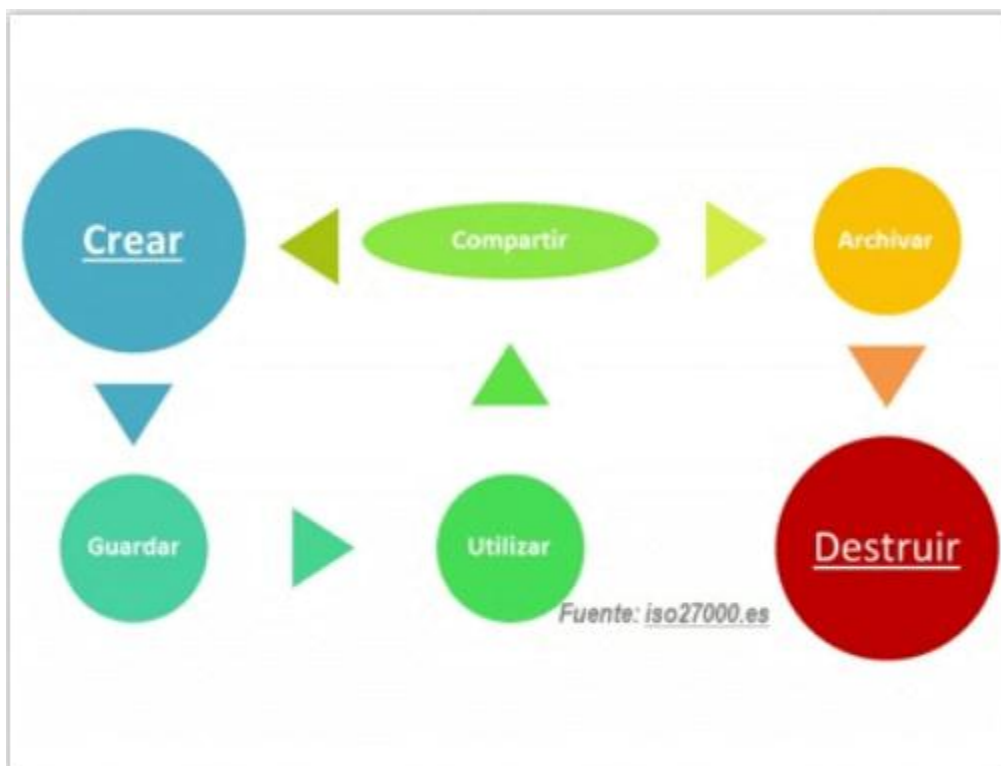 Crear
Compartir
Archivar
Guardar
Utilizar
Destruir
Fuente: iso27000.es